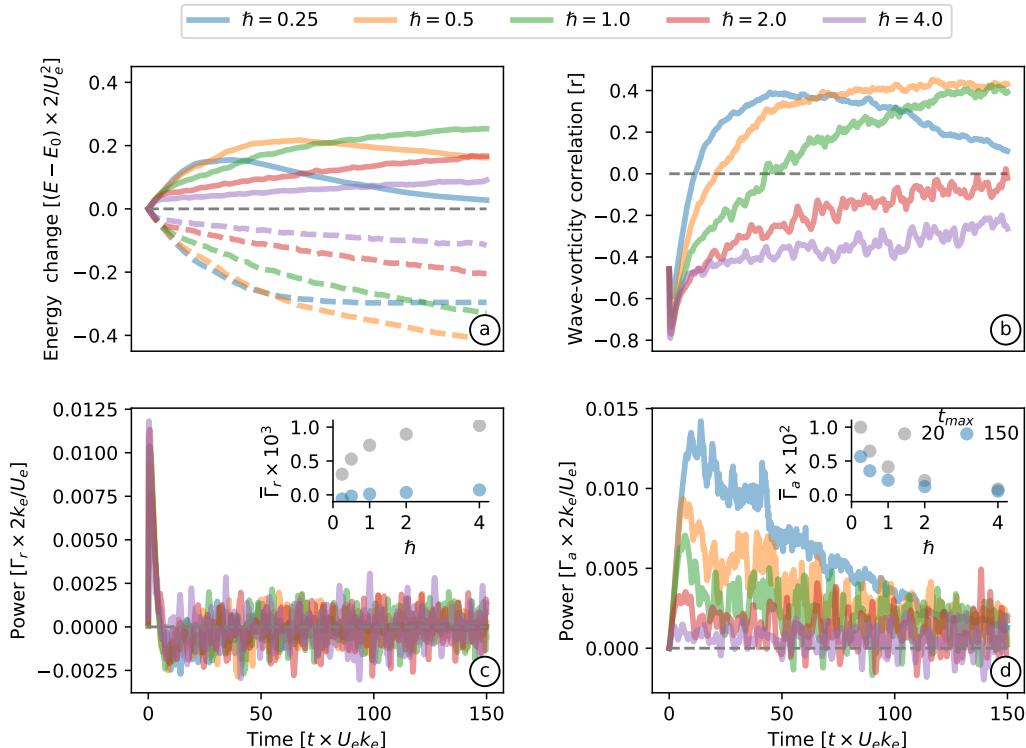 ℏ = 0.25 ℏ = 0.5 ℏ = 1.0 ℏ = 2.0 ℏ = 4.0
Energy change [(E − E₀) × 2/Uₑ²]
0.4
0.2
0.0
−0.2
−0.4
a
Wave-vorticity correlation [r]
0.4
0.2
0.0
−0.2
−0.4
−0.6
−0.8
b
Power [Γᵣ × 2kₑ/Uₑ]
0.0125
0.0100
0.0075
0.0050
0.0025
0.0000
−0.0025
0 50 100 150
Time [t × Uₑkₑ]
c
Γ̅ᵣ × 10³
1.0
0.5
0.0
0 1 2 4
ℏ
Power [Γₐ × 2kₑ/Uₑ]
0.015
0.010
0.005
0.000
0 50 100 150
Time [t × Uₑkₑ]
d
Γ̅ₐ × 10²
1.0
0.5
0.0
0 1 2 4
ℏ
tₘₐₓ
20 150